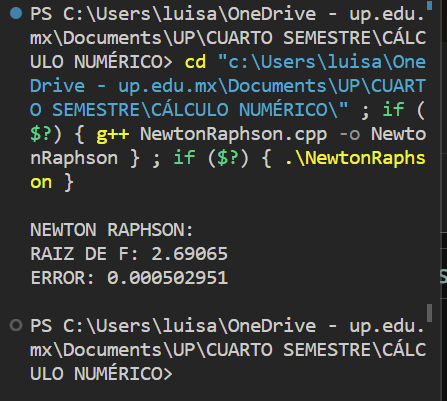 PS C:\Users\luisa\OneDrive - up.edu.
mx\Documents\UP\CUARTO SEMESTRE\CÁLC
ULO NUMÉRICO> cd "c:\Users\luisa\One
Drive - up.edu.mx\Documents\UP\CUART
O SEMESTRE\CÁLCULO NUMÉRICO\" ; if (
$?) { g++ NewtonRaphson.cpp -o Newto
nRaphson } ; if ($?) { .\NewtonRaphs
on }
NEWTON RAPHSON:
RAIZ DE F: 2.69065
ERROR: 0.000502951
PS C:\Users\luisa\OneDrive - up.edu.
mx\Documents\UP\CUARTO SEMESTRE\CÁLC
ULO NUMÉRICO>